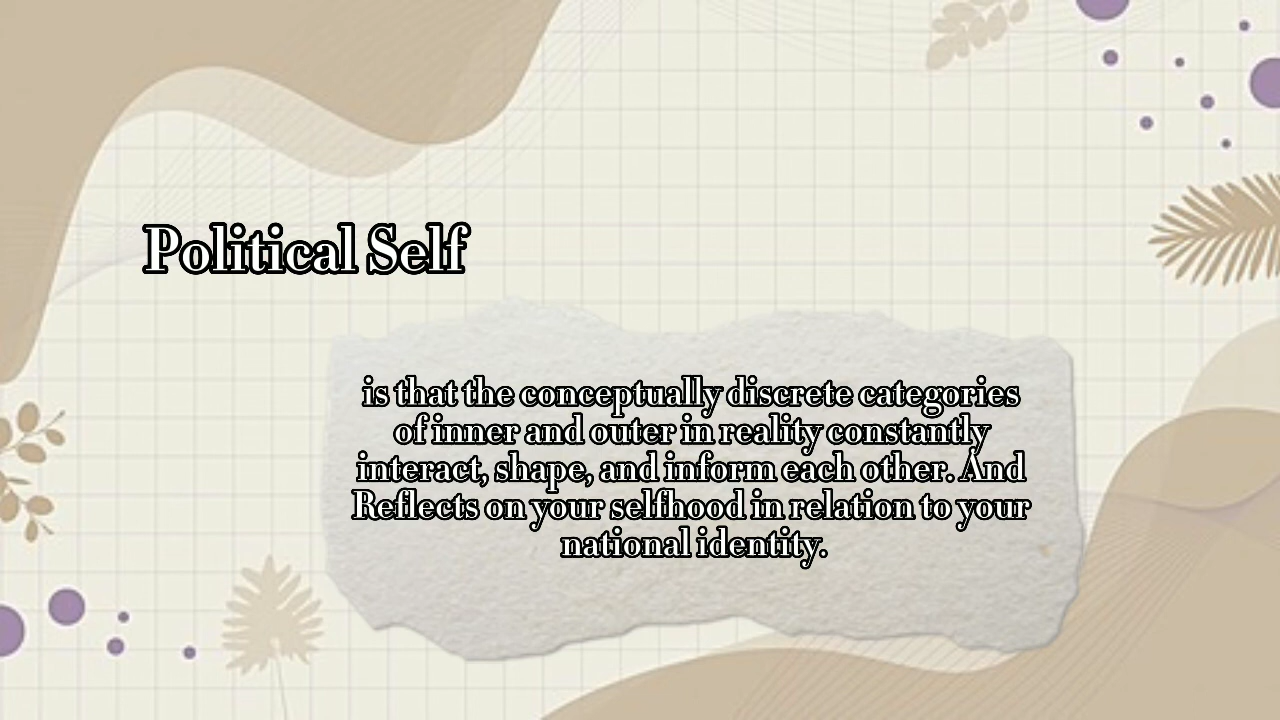 Political Self
is that the conceptually discrete categories
of inner and outer in reality constantly
interact, shape, and inform each other. And
Reflects on your selfhood in relation to your
national identity.